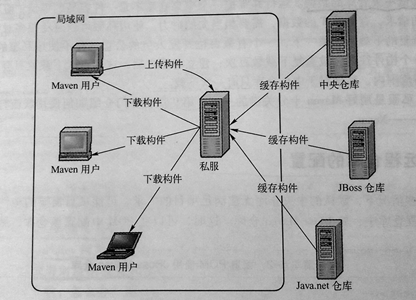 局域网
上传构件
Maven 用户
下载构件
缓存构件
中央仓库
Maven 用户
下载构件
私服
缓存构件
JBoss 仓库
下载构件
缓存构件
Maven 用户
Java.net 仓库